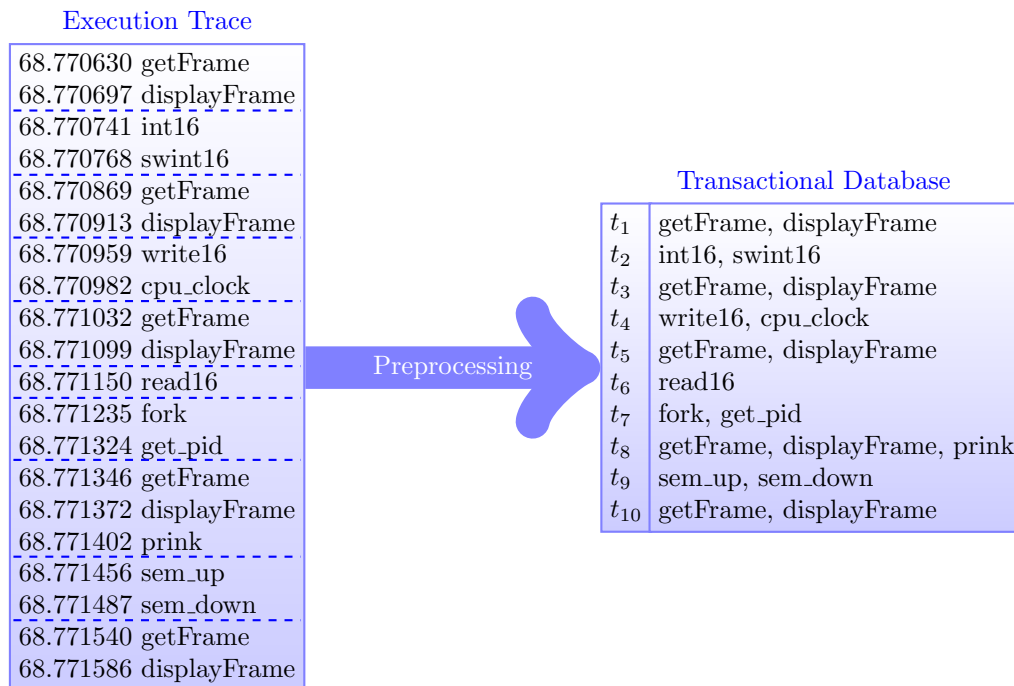 Execution Trace
68.770630 getFrame
68.770697 displayFrame
68.770741 int16
68.770768 swint16
68.770869 getFrame
68.770913 displayFrame
68.770959 write16
68.770982 cpu_clock
68.771032 getFrame
68.771099 displayFrame
68.771150 read16
68.771235 fork
68.771324 get_pid
68.771346 getFrame
68.771372 displayFrame
68.771402 prink
68.771456 sem_up
68.771487 sem_down
68.771540 getFrame
68.771586 displayFrame
Preprocessing
Transactional Database
t1 getFrame, displayFrame
t2 int16, swint16
t3 getFrame, displayFrame
t4 write16, cpu_clock
t5 getFrame, displayFrame
t6 read16
t7 fork, get_pid
t8 getFrame, displayFrame, prink
t9 sem_up, sem_down
t10 getFrame, displayFrame